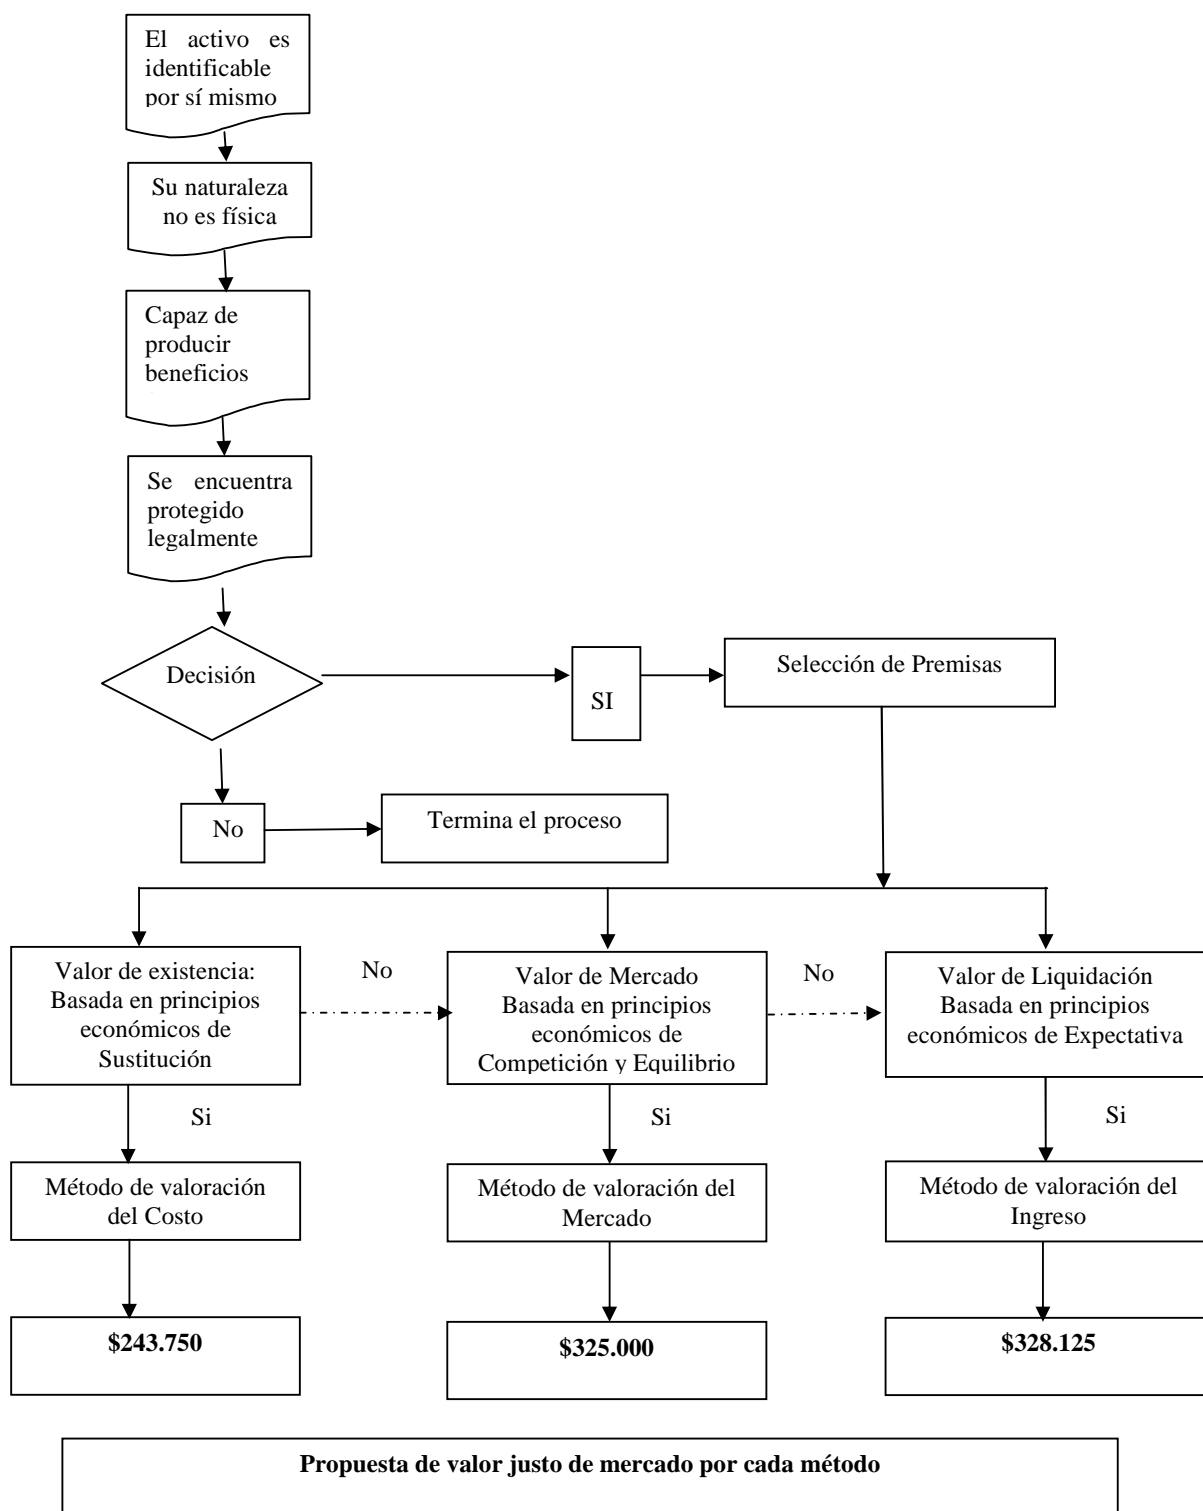 El activo es
identificable
por sí mismo
Su naturaleza
no es física
Capaz de
producir
beneficios
Se encuentra
protegido
legalmente
Decisión
SI
Selección de Premisas
No
Termina el proceso
Valor de existencia:
Basada en principios
económicos de
Sustitución
No
Valor de Mercado
Basada en principios
económicos de
Competición y Equilibrio
No
Valor de Liquidación
Basada en principios
económicos de Expectativa
Si
Si
Si
Método de valoración
del Costo
Método de valoración del
Mercado
Método de valoración del
Ingreso
$243.750
$325.000
$328.125
Propuesta de valor justo de mercado por cada método